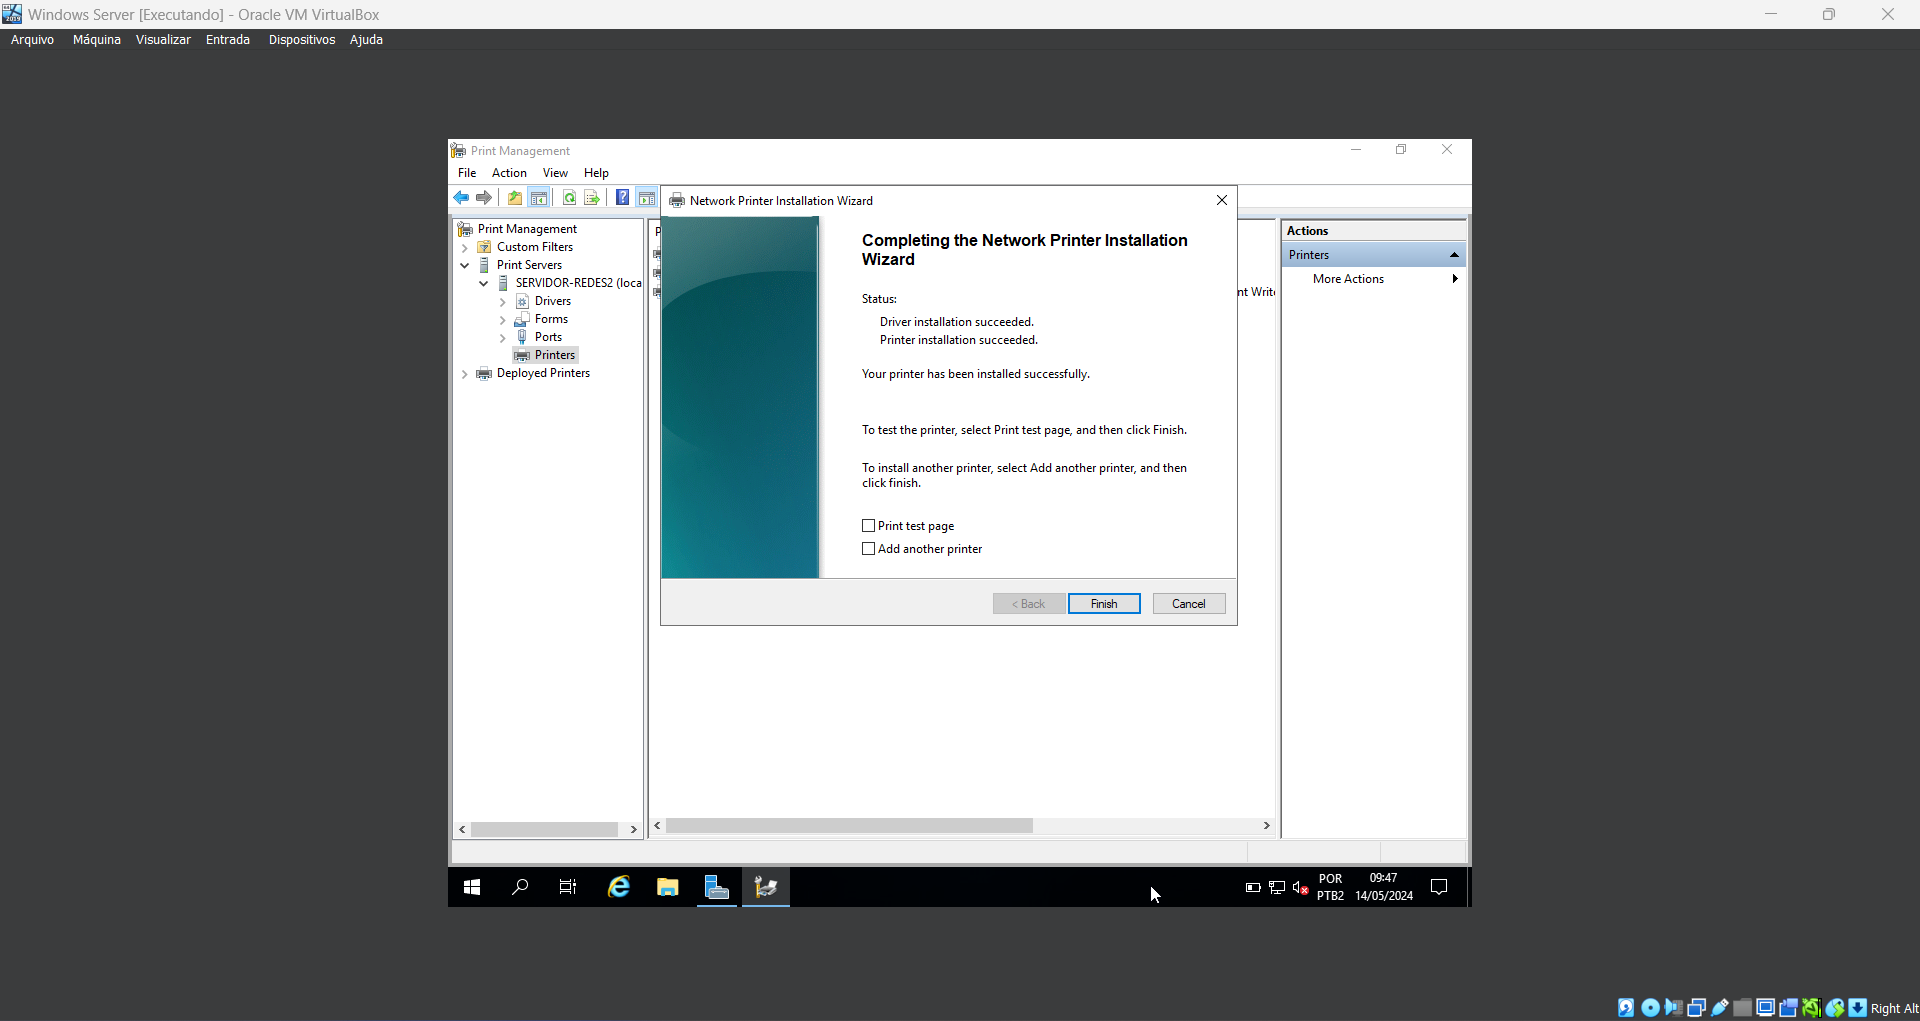 Windows Server [Executando] - Oracle VM VirtualBox
Arquivo Máquina Visualizar Entrada Dispositivos Ajuda
Print Management
File Action View Help
Network Printer Installation Wizard
Print Management
Custom Filters
Print Servers
SERVIDOR-REDES2 (loca
Drivers
Forms
Ports
Printers
Deployed Printers
Completing the Network Printer Installation
Wizard
Status:
Driver installation succeeded.
Printer installation succeeded.
Your printer has been installed successfully.
To test the printer, select Print test page, and then click Finish.
To install another printer, select Add another printer, and then
click finish.
Print test page
Add another printer
< Back Finish Cancel
nt Write
Actions
Printers
More Actions
POR
PTB2
09:47
14/05/2024
Right Alt